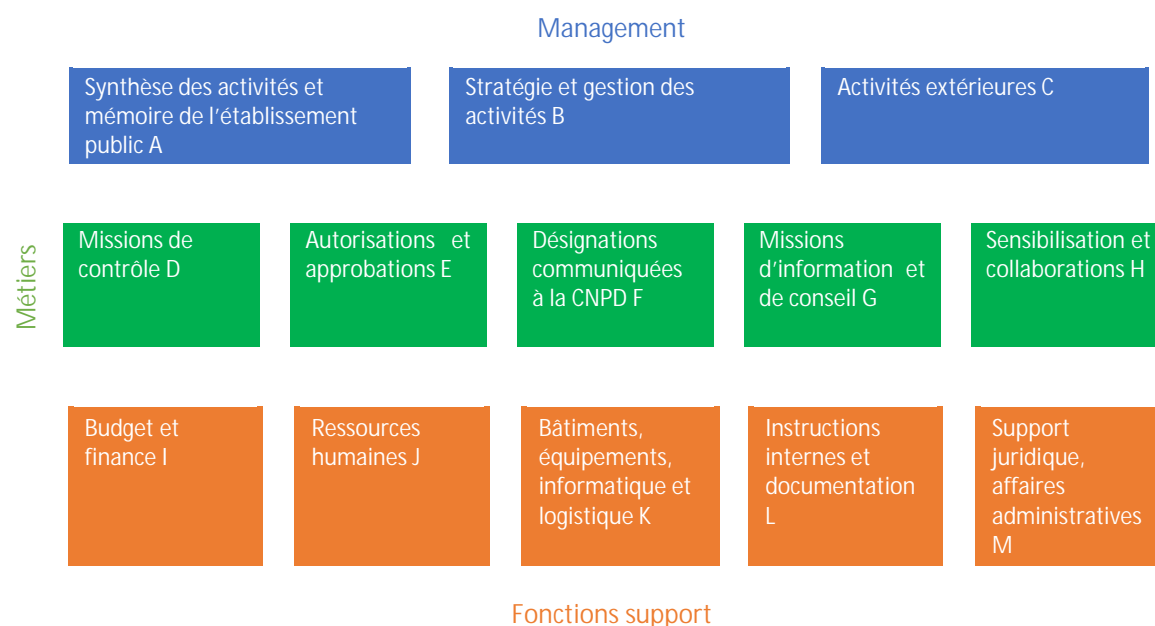 Management
Synthèse des activités et
mémoire de l'établissement
public A
Stratégie et gestion des
activités B
Activités extérieures C
Métiers
Missions de
contrôle D
Autorisations et
approbations E
Désignations
communiquées
à la CNPD F
Missions
d'information et
de conseil G
Sensibilisation et
collaborations H
Budget et
finance I
Ressources
humaines J
Bâtiments,
équipements,
informatique et
logistique K
Instructions
internes et
documentation
L
Support
juridique,
affaires
administratives
M
Fonctions support